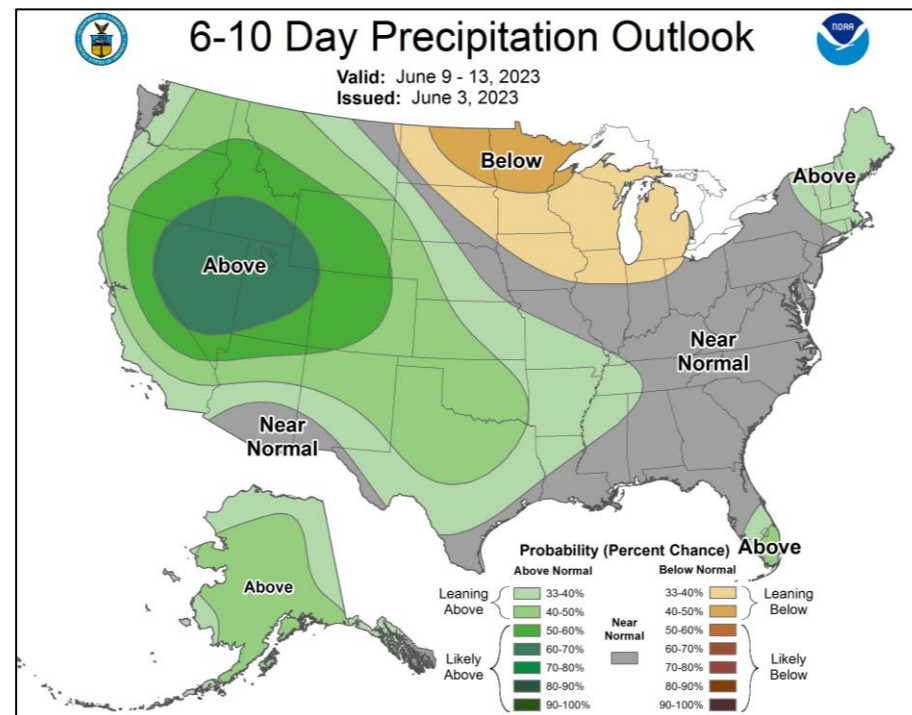 6-10 Day Precipitation Outlook
Valid: June 9 - 13, 2023
Issued: June 3, 2023
NOAA
Below
Above
Above
Near
Normal
Near
Normal
Above
Above
Probability (Percent Chance)
Above Normal
Below Normal
Leaning
Above
33-40%
40-50%
Likely
Above
50-60%
60-70%
70-80%
80-90%
90-100%
Near
Normal
33-40%
40-50%
Leaning
Below
50-60%
60-70%
70-80%
80-90%
90-100%
Likely
Below